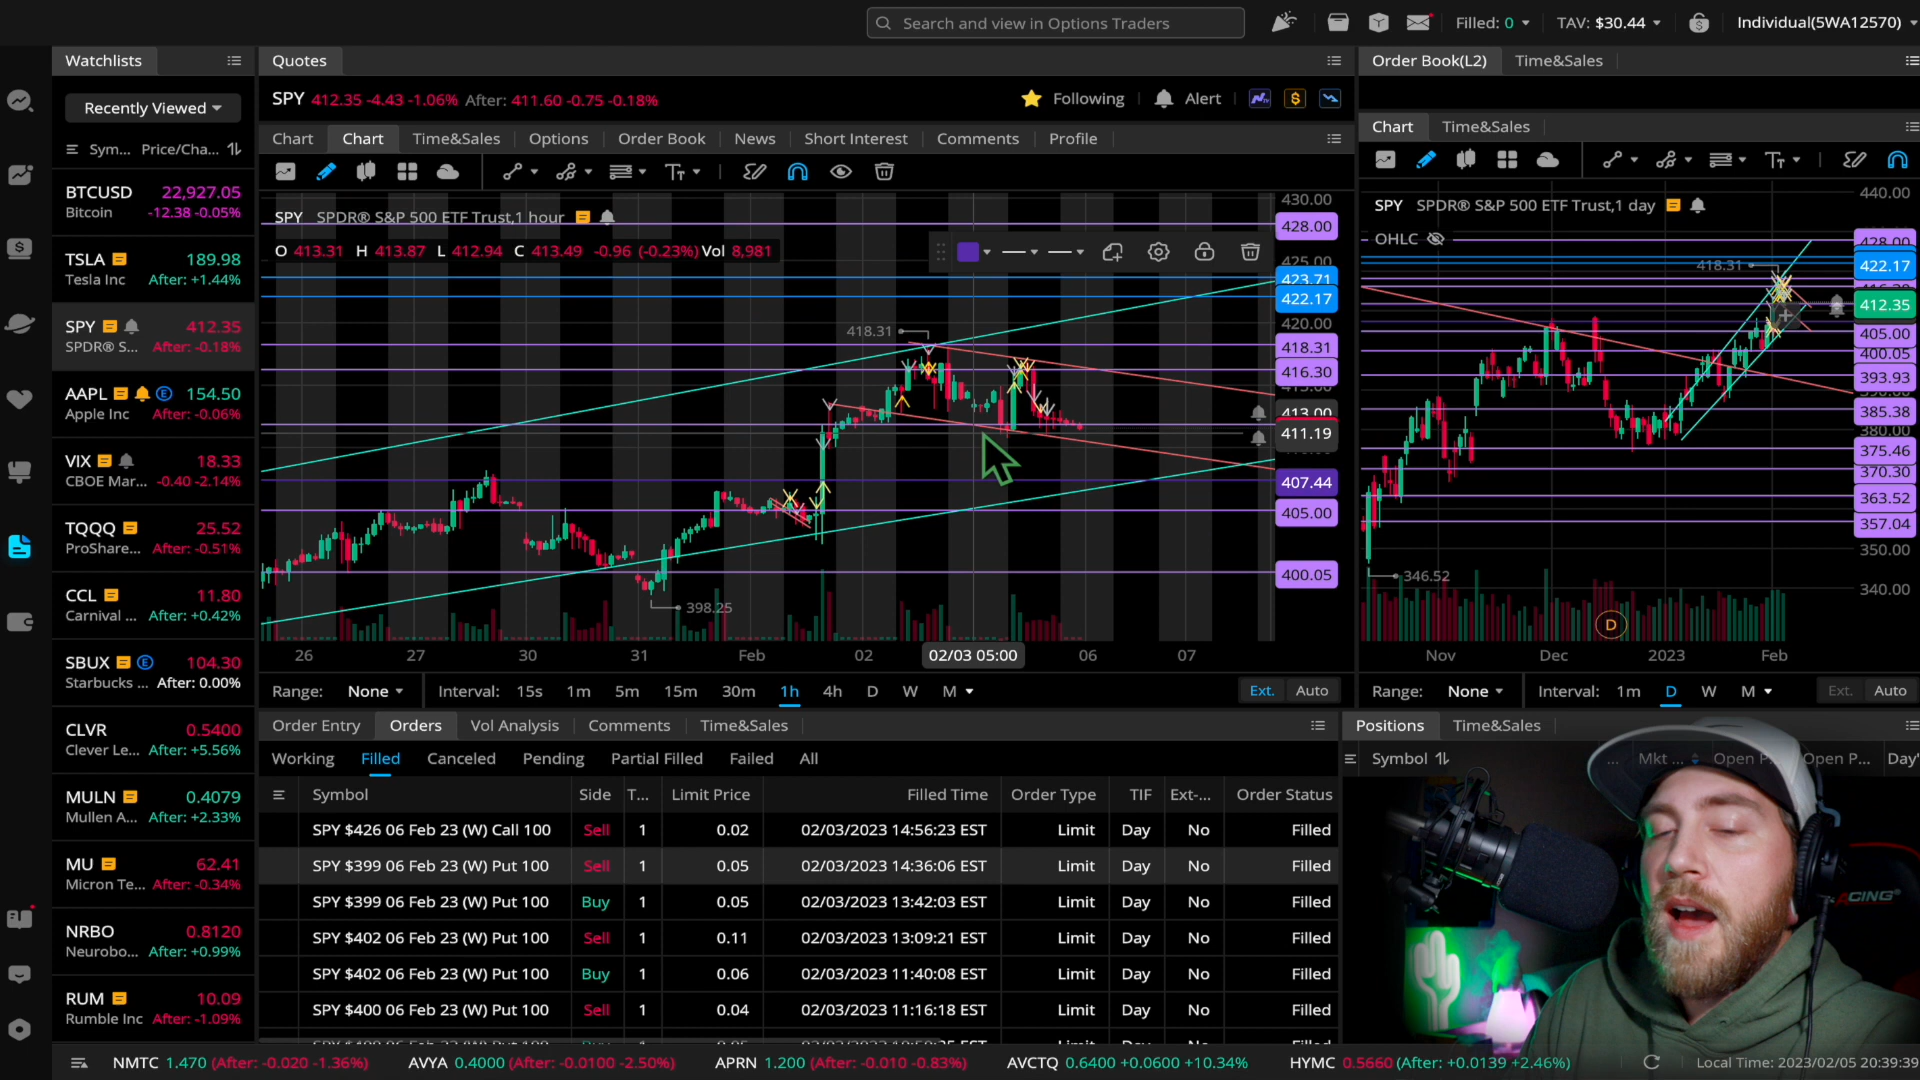 Search and view in Options Traders
Filled: 0
TAV: $30.44
Individual(5WA12570)
Watchlists
Recently Viewed
Sym... Price/Cha...
BTCUSD 22,927.05
Bitcoin -12.38 -0.05%
TSLA 189.98
Tesla Inc After: +1.44%
SPY 412.35
SPDR® S... After: -0.18%
AAPL 154.50
Apple Inc After: -0.06%
VIX 18.33
CBOE Mar... -0.40 -2.14%
TQQQ 25.52
ProShare... After: -0.51%
CCL 11.80
Carnival ... After: +0.42%
SBUX 104.30
Starbucks ... After: 0.00%
CLVR 0.5400
Clever Le... After: +5.56%
MULN 0.4079
Mullen A... After: +2.33%
MU 62.41
Micron Te... After: -0.34%
NRBO 0.8120
Neurobo... After: +0.99%
RUM 10.09
Rumble Inc After: -1.09%
Quotes
SPY 412.35 -4.43 -1.06% After: 411.60 -0.75 -0.18%
Following Alert
Chart Chart Time&Sales Options Order Book News Short Interest Comments Profile
SPY SPDR® S&P 500 ETF Trust,1 hour
O 413.31 H 413.87 L 412.94 C 413.49 -0.96 (-0.23%) Vol 8,981
430.00
428.00
425.00
423.71
422.17
420.00
418.31
418.31
416.30
413.00
411.19
407.44
405.00
400.05
398.25
26 27 30 31 Feb 02 02/03 05:00 06 07
Range: None Interval: 15s 1m 5m 15m 30m 1h 4h D W M Ext. Auto
Order Book(L2) Time&Sales
Chart Time&Sales
SPY SPDR® S&P 500 ETF Trust,1 day
OHLC
440.00
428.00
418.31
422.17
412.35
405.00
400.05
393.93
385.38
380.00
375.46
370.30
363.52
357.04
350.00
346.52
340.00
D
Nov Dec 2023 Feb
Range: None Interval: 1m D W M Ext. Auto
Order Entry Orders Vol Analysis Comments Time&Sales
Working Filled Canceled Pending Partial Filled Failed All
Symbol Side T... Limit Price Filled Time Order Type TIF Ext-... Order Status
SPY $426 06 Feb 23 (W) Call 100 Sell 1 0.02 02/03/2023 14:56:23 EST Limit Day No Filled
SPY $399 06 Feb 23 (W) Put 100 Sell 1 0.05 02/03/2023 14:36:06 EST Limit Day No Filled
SPY $399 06 Feb 23 (W) Put 100 Buy 1 0.05 02/03/2023 13:42:03 EST Limit Day No Filled
SPY $402 06 Feb 23 (W) Put 100 Sell 1 0.11 02/03/2023 13:09:21 EST Limit Day No Filled
SPY $402 06 Feb 23 (W) Put 100 Buy 1 0.06 02/03/2023 11:40:08 EST Limit Day No Filled
SPY $400 06 Feb 23 (W) Put 100 Sell 1 0.04 02/03/2023 11:16:18 EST Limit Day No Filled
Positions Time&Sales
Symbol ... Mkt ... Open P... Open P... Day'
ACING
NMTC 1.470 (After: -0.020 -1.36%) AVYA 0.4000 (After: -0.0100 -2.50%) APRN 1.200 (After: -0.010 -0.83%) AVCTQ 0.6400 +0.0600 +10.34% HYMC 0.5660 (After: +0.0139 +2.46%) Local Time: 2023/02/05 20:39:39